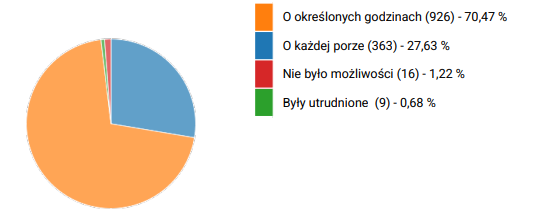 O określonych godzinach (926) - 70,47 %
O każdej porze (363) - 27,63 %
Nie było możliwości (16) - 1,22 %
Były utrudnione (9) - 0,68 %